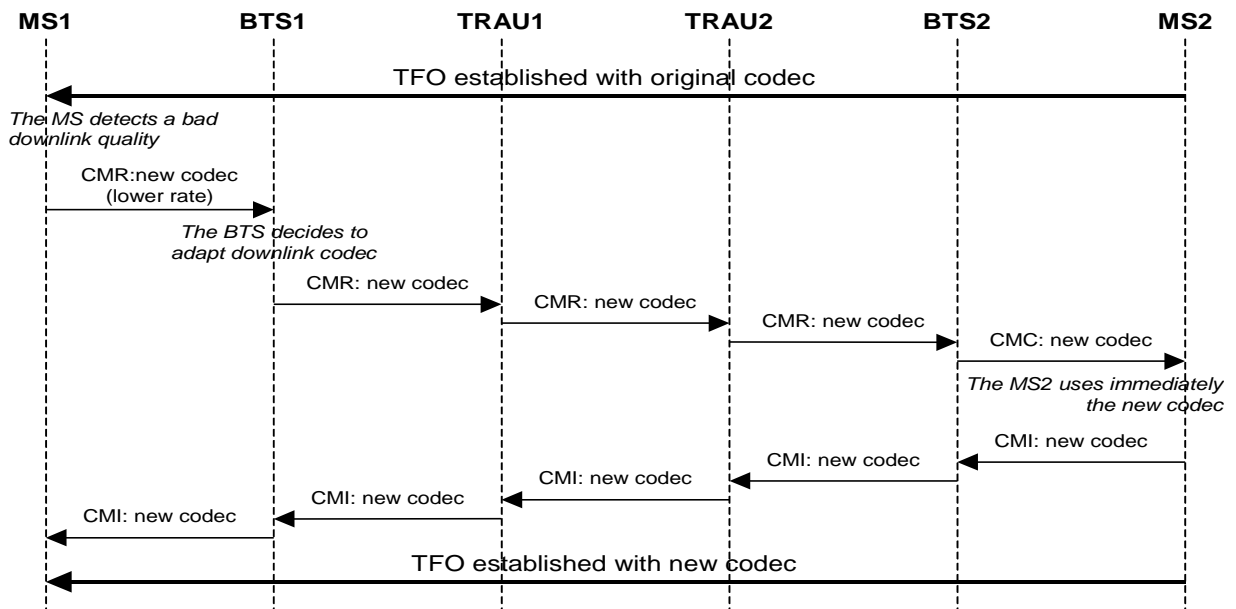 MS1 BTS1 TRAU1 TRAU2 BTS2 MS2
TFO established with original codec
The MS detects a bad
downlink quality
CMR:new codec
(lower rate)
The BTS decides to
adapt downlink codec
CMR: new codec
CMR: new codec
CMR: new codec
CMC: new codec
The MS2 uses immediately
the new codec
CMI: new codec
CMI: new codec
CMI: new codec
CMI: new codec
CMI: new codec
TFO established with new codec